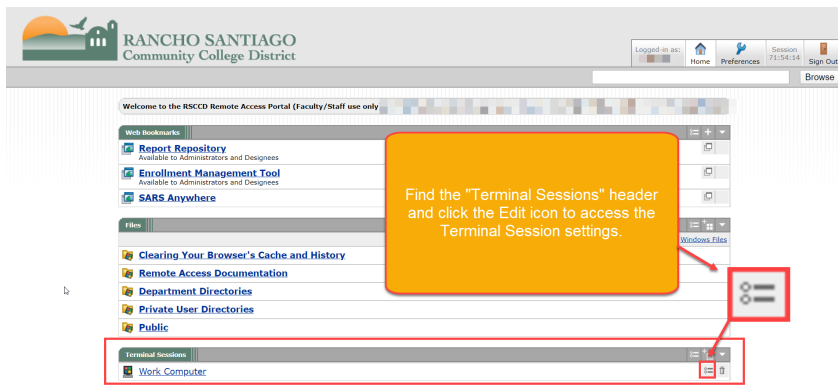 RANCHO SANTIAGO
Community College District
Logged-in as:
Home
Preferences
Session
71:54:14
Sign Out
Browse
Welcome to the RSCCD Remote Access Portal (Faculty/Staff use only
Web Bookmarks
Report Repository
Available to Administrators and Designees
Enrollment Management Tool
Available to Administrators and Designees
SARS Anywhere
Find the "Terminal Sessions" header
and click the Edit icon to access the
Terminal Session settings.
Files
Windows Files
Clearing Your Browser's Cache and History
Remote Access Documentation
Department Directories
Private User Directories
Public
Terminal Sessions
Work Computer